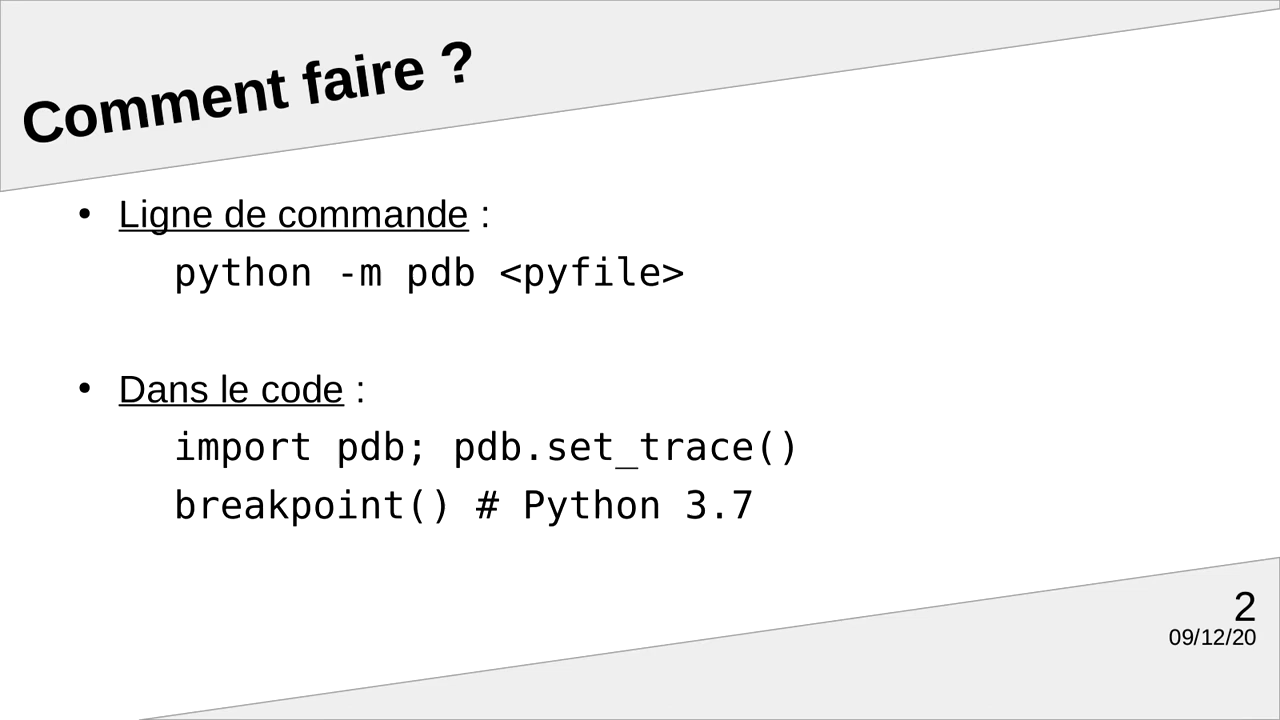 Comment faire ?
• Ligne de commande :
python -m pdb <pyfile>
• Dans le code :
import pdb; pdb.set_trace()
breakpoint() # Python 3.7
2
09/12/20